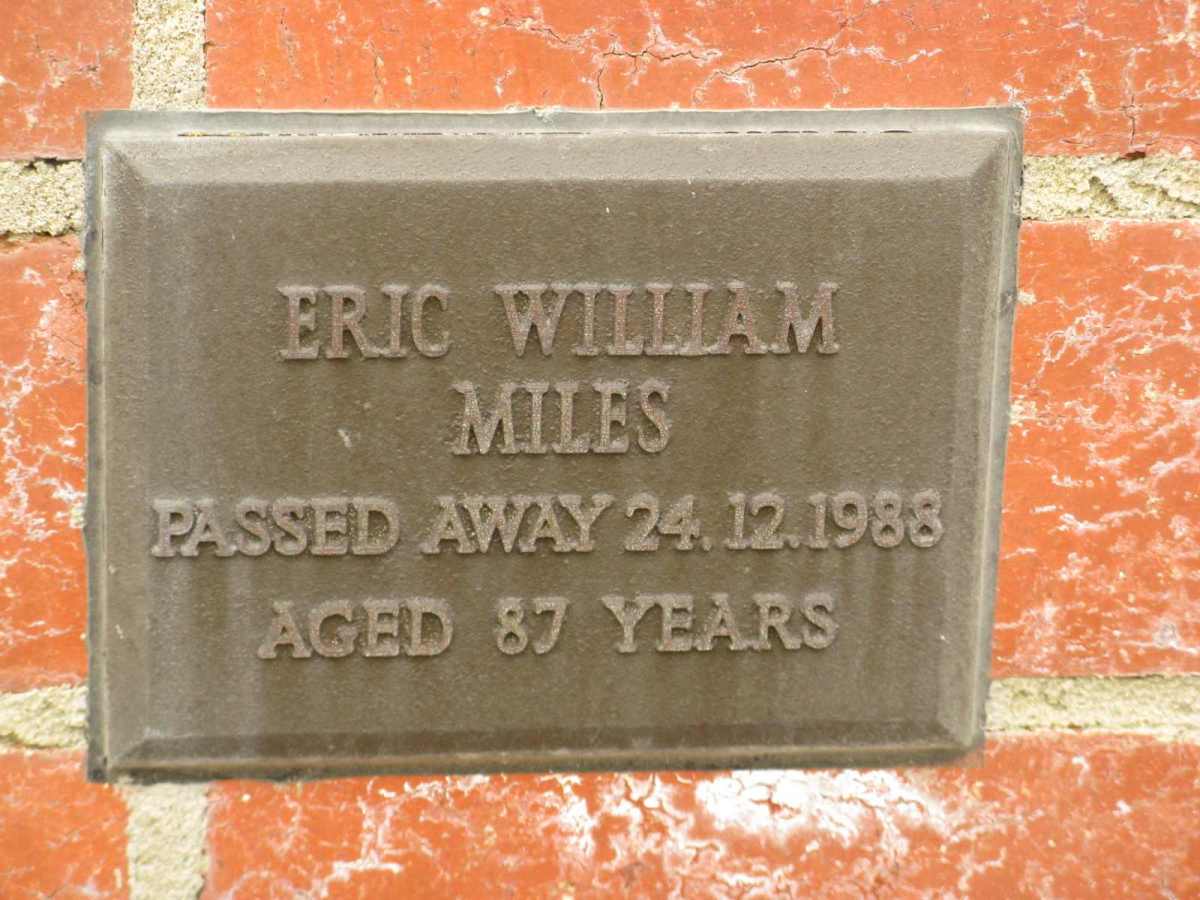 ERIC WILLIAM
MILES
PASSED AWAY 24.12.1988
AGED 87 YEARS